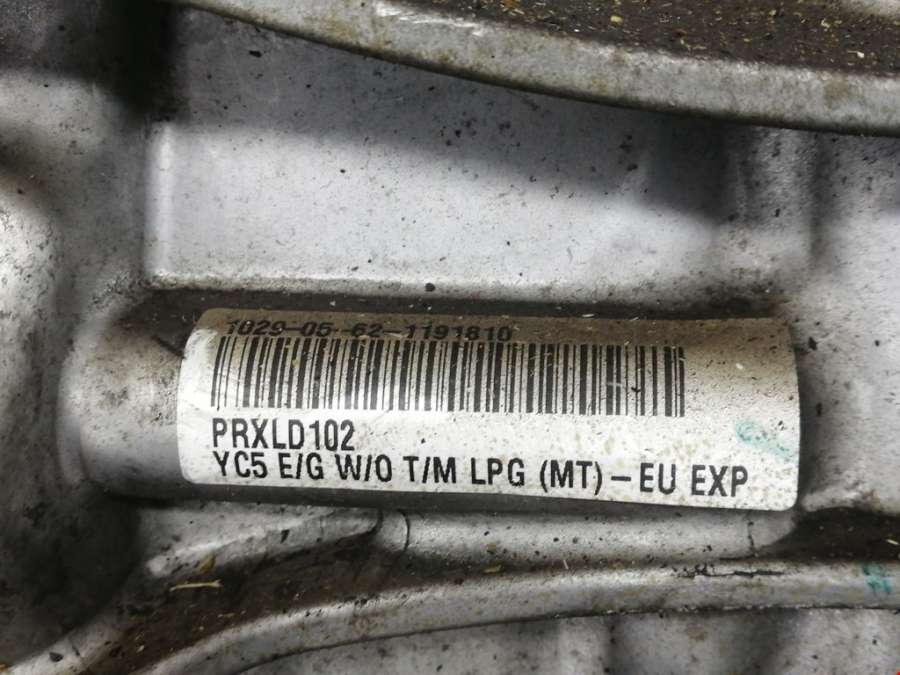 1029-05-62-1191810
PRXLD102
YC5 E/G W/O T/M LPG (MT)-EU EXP